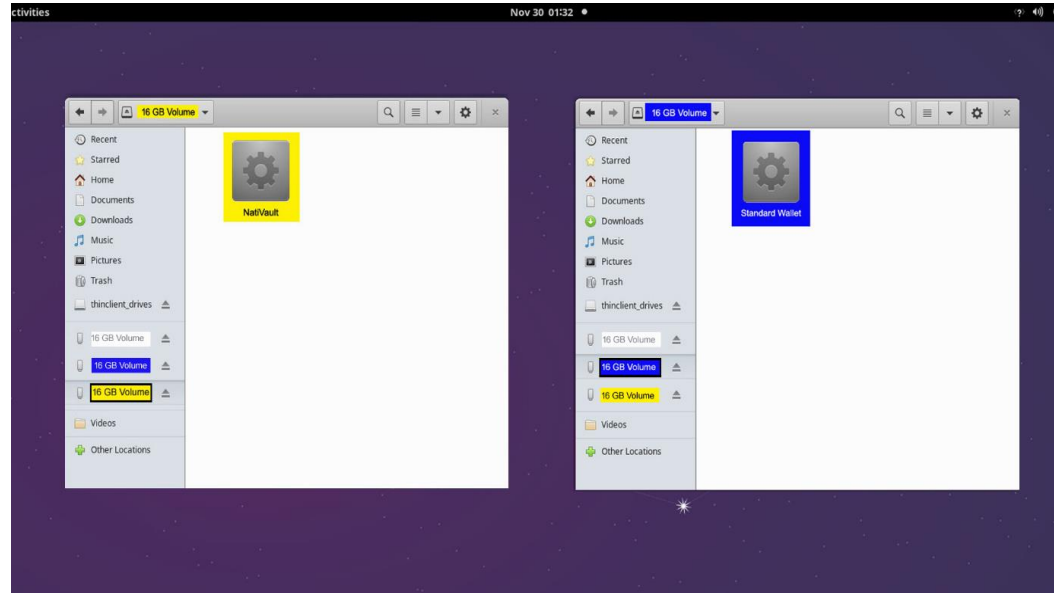 ctivities
Nov 30 01:32
16 GB Volume
Recent
Starred
Home
Documents
Downloads
Music
Pictures
Trash
thinclient_drives
16 GB Volume
16 GB Volume
16 GB Volume
Videos
Other Locations
NatiVault
16 GB Volume
Recent
Starred
Home
Documents
Downloads
Music
Pictures
Trash
thinclient_drives
16 GB Volume
16 GB Volume
16 GB Volume
Videos
Other Locations
Standard Wallet